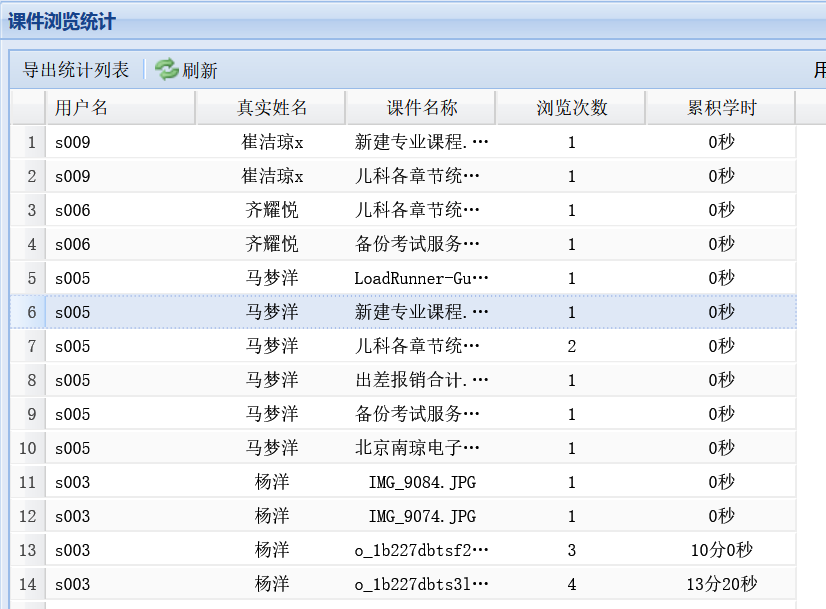 课件浏览统计
导出统计列表 刷新
用户名 真实姓名 课件名称 浏览次数 累积学时
1 s009 崔洁琼x 新建专业课程.… 1 0秒
2 s009 崔洁琼x 儿科各章节统… 1 0秒
3 s006 齐耀悦 儿科各章节统… 1 0秒
4 s006 齐耀悦 备份考试服务… 1 0秒
5 s005 马梦洋 LoadRunner-Gu… 1 0秒
6 s005 马梦洋 新建专业课程.… 1 0秒
7 s005 马梦洋 儿科各章节统… 2 0秒
8 s005 马梦洋 出差报销合计.… 1 0秒
9 s005 马梦洋 备份考试服务… 1 0秒
10 s005 马梦洋 北京南琼电子… 1 0秒
11 s003 杨洋 IMG_9084.JPG 1 0秒
12 s003 杨洋 IMG_9074.JPG 1 0秒
13 s003 杨洋 o_1b227dbtsf2… 3 10分0秒
14 s003 杨洋 o_1b227dbts3l… 4 13分20秒